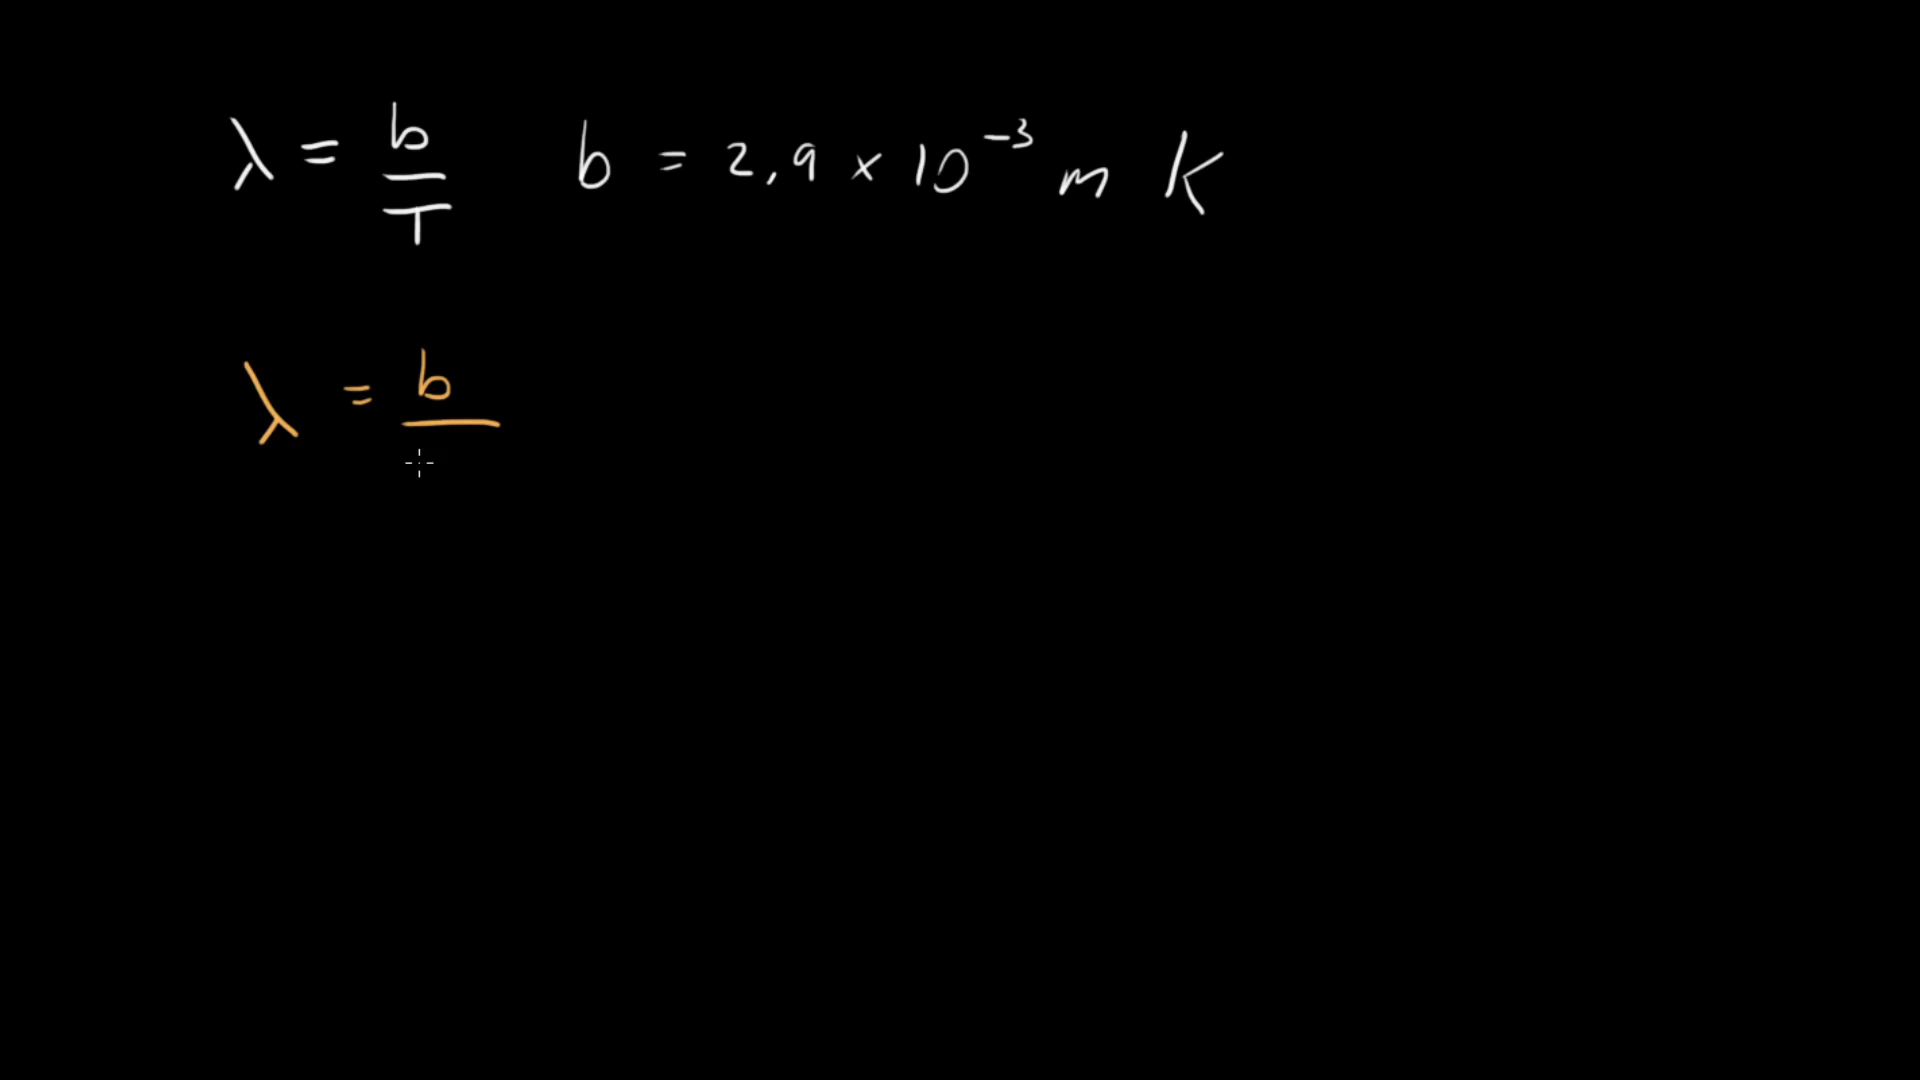 λ = b/T b = 2,9 × 10⁻³ m K
λ = b/